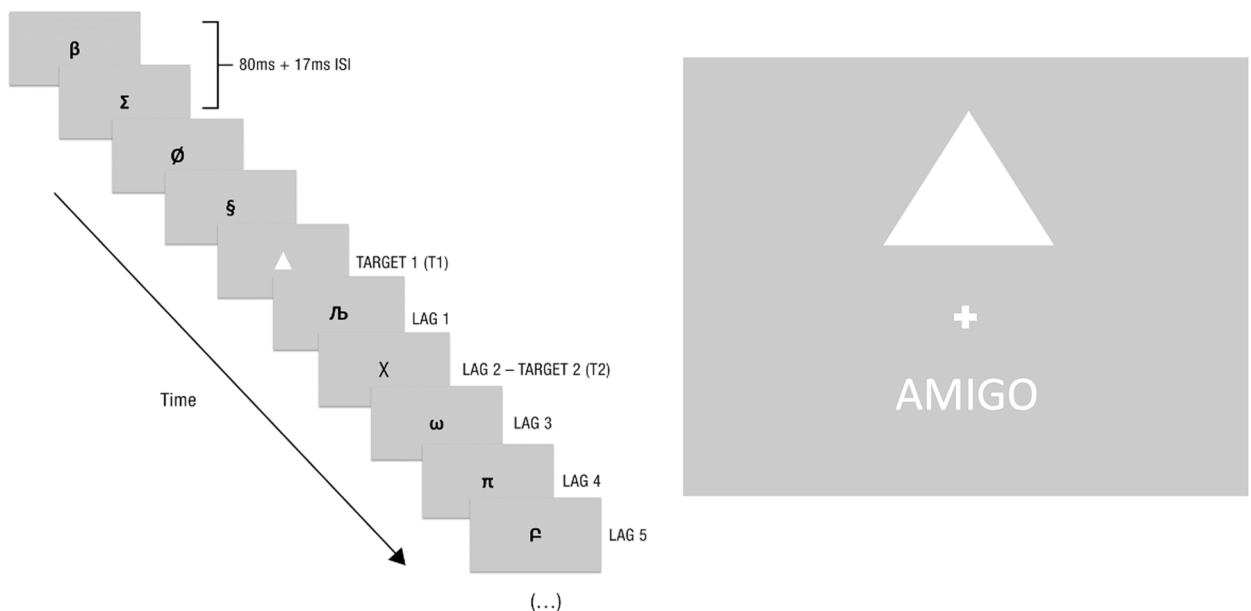 β
80ms + 17ms ISI
Σ
Ø
§
TARGET 1 (T1)
Љ
LAG 1
X
LAG 2 – TARGET 2 (T2)
Time
ω
LAG 3
π
LAG 4
LAG 5
(...)
+
AMIGO